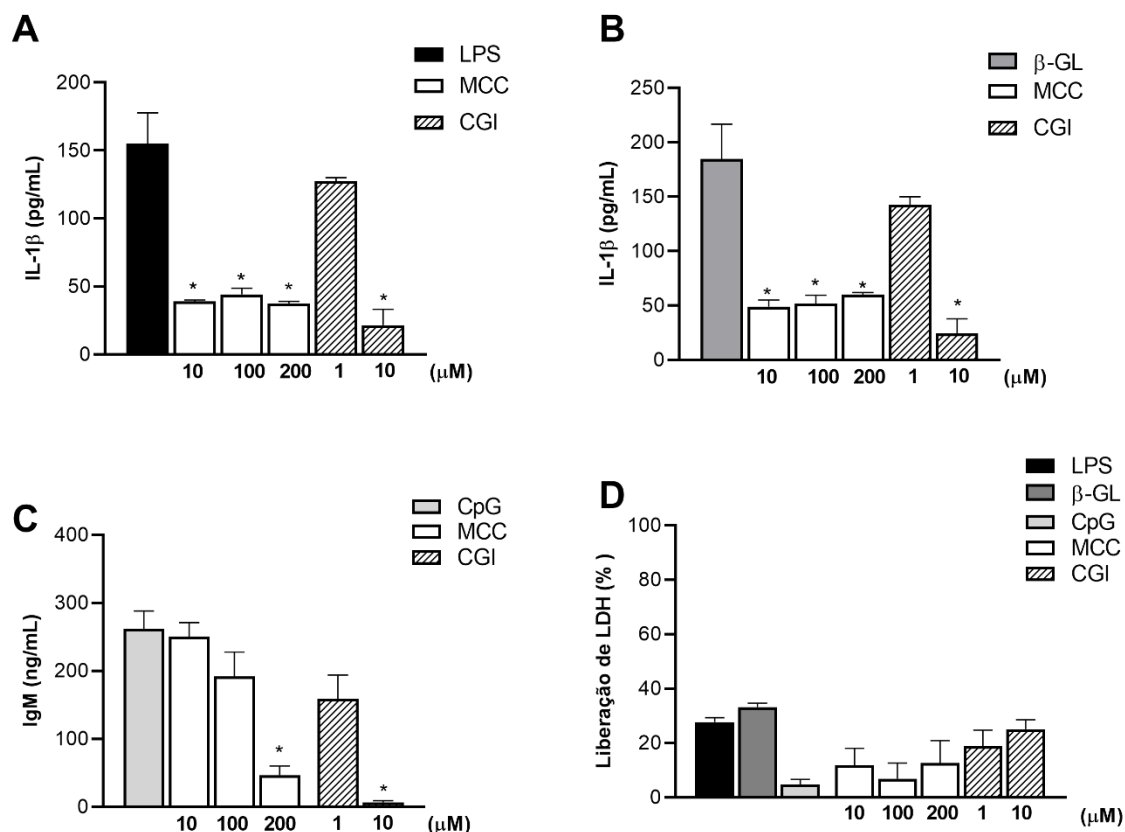 A
LPS
MCC
CGI
IL-1β (pg/mL)
200
150
100
50
0
*
*
*
*
10 100 200 1 10 (μM)
B
β-GL
MCC
CGI
IL-1β (pg/mL)
250
200
150
100
50
0
*
*
*
*
10 100 200 1 10 (μM)
C
CpG
MCC
CGI
IgM (ng/mL)
400
300
200
100
0
*
*
10 100 200 1 10 (μM)
D
LPS
β-GL
CpG
MCC
CGI
Liberação de LDH (% )
100
80
60
40
20
0
10 100 200 1 10 (μM)